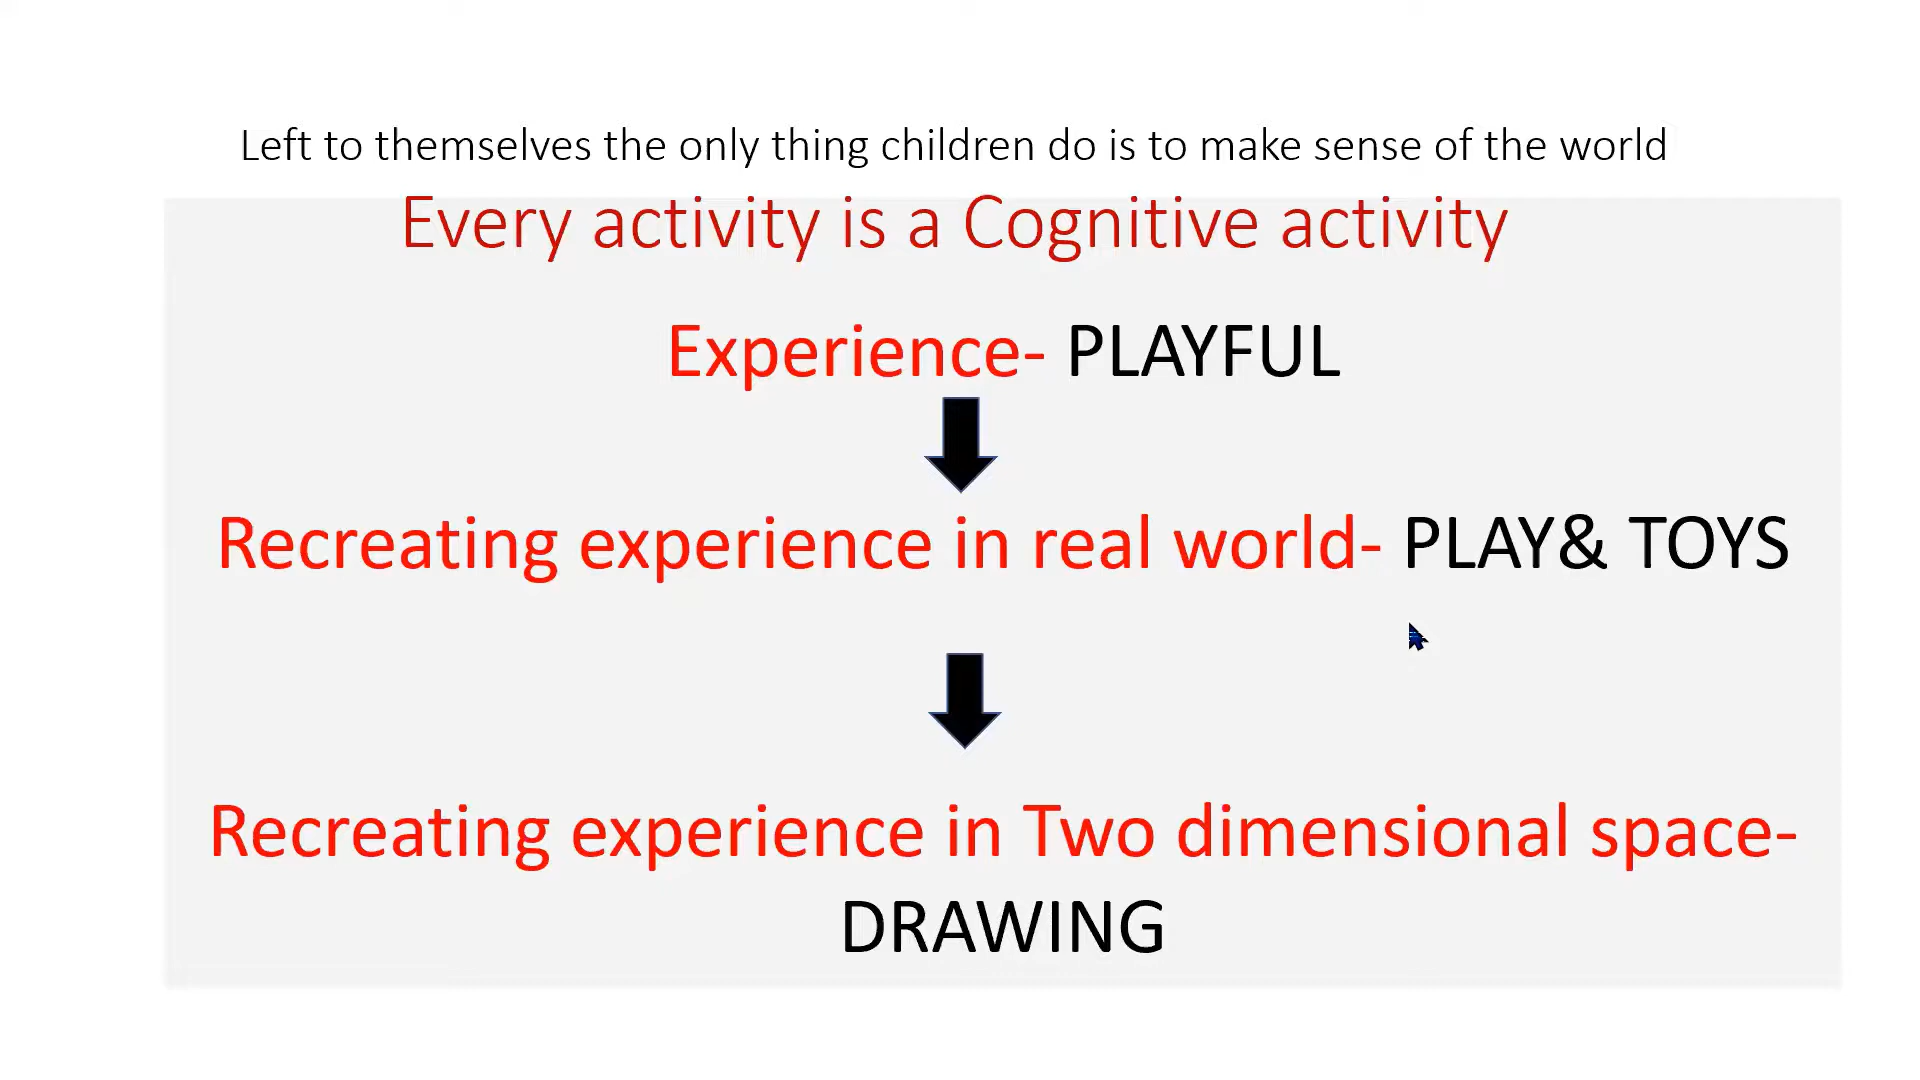 Left to themselves the only thing children do is to make sense of the world
Every activity is a Cognitive activity
Experience- PLAYFUL
Recreating experience in real world- PLAY& TOYS
Recreating experience in Two dimensional space-
DRAWING